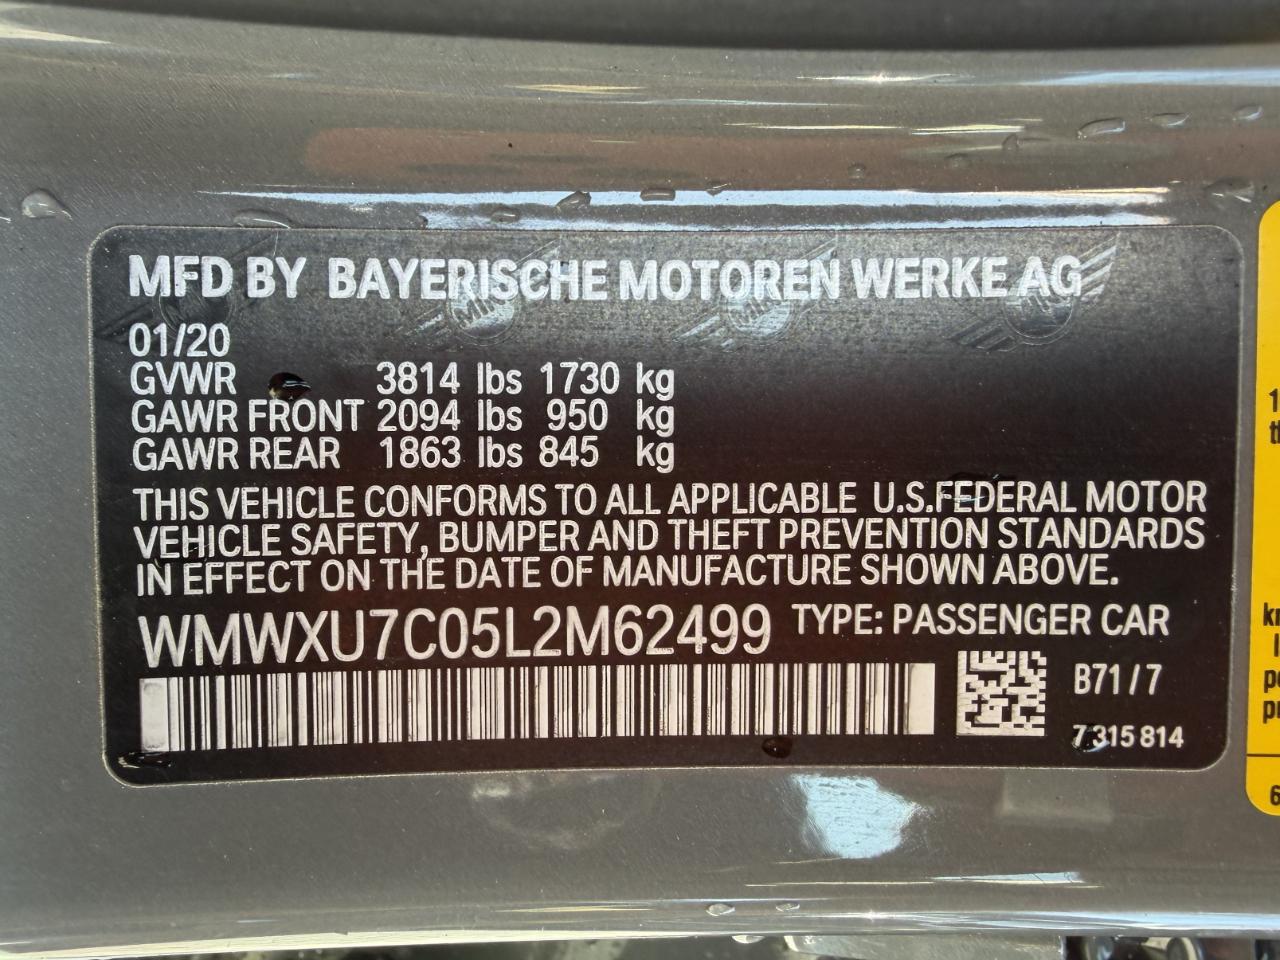 MFD BY BAYERISCHE MOTOREN WERKE AG
01/20
GVWR 3814 lbs 1730 kg
GAWR FRONT 2094 lbs 950 kg
GAWR REAR 1863 lbs 845 kg
THIS VEHICLE CONFORMS TO ALL APPLICABLE U.S.FEDERAL MOTOR
VEHICLE SAFETY, BUMPER AND THEFT PREVENTION STANDARDS
IN EFFECT ON THE DATE OF MANUFACTURE SHOWN ABOVE.
WMWXU7C05L2M62499 TYPE: PASSENGER CAR
B71/7
7 315 814